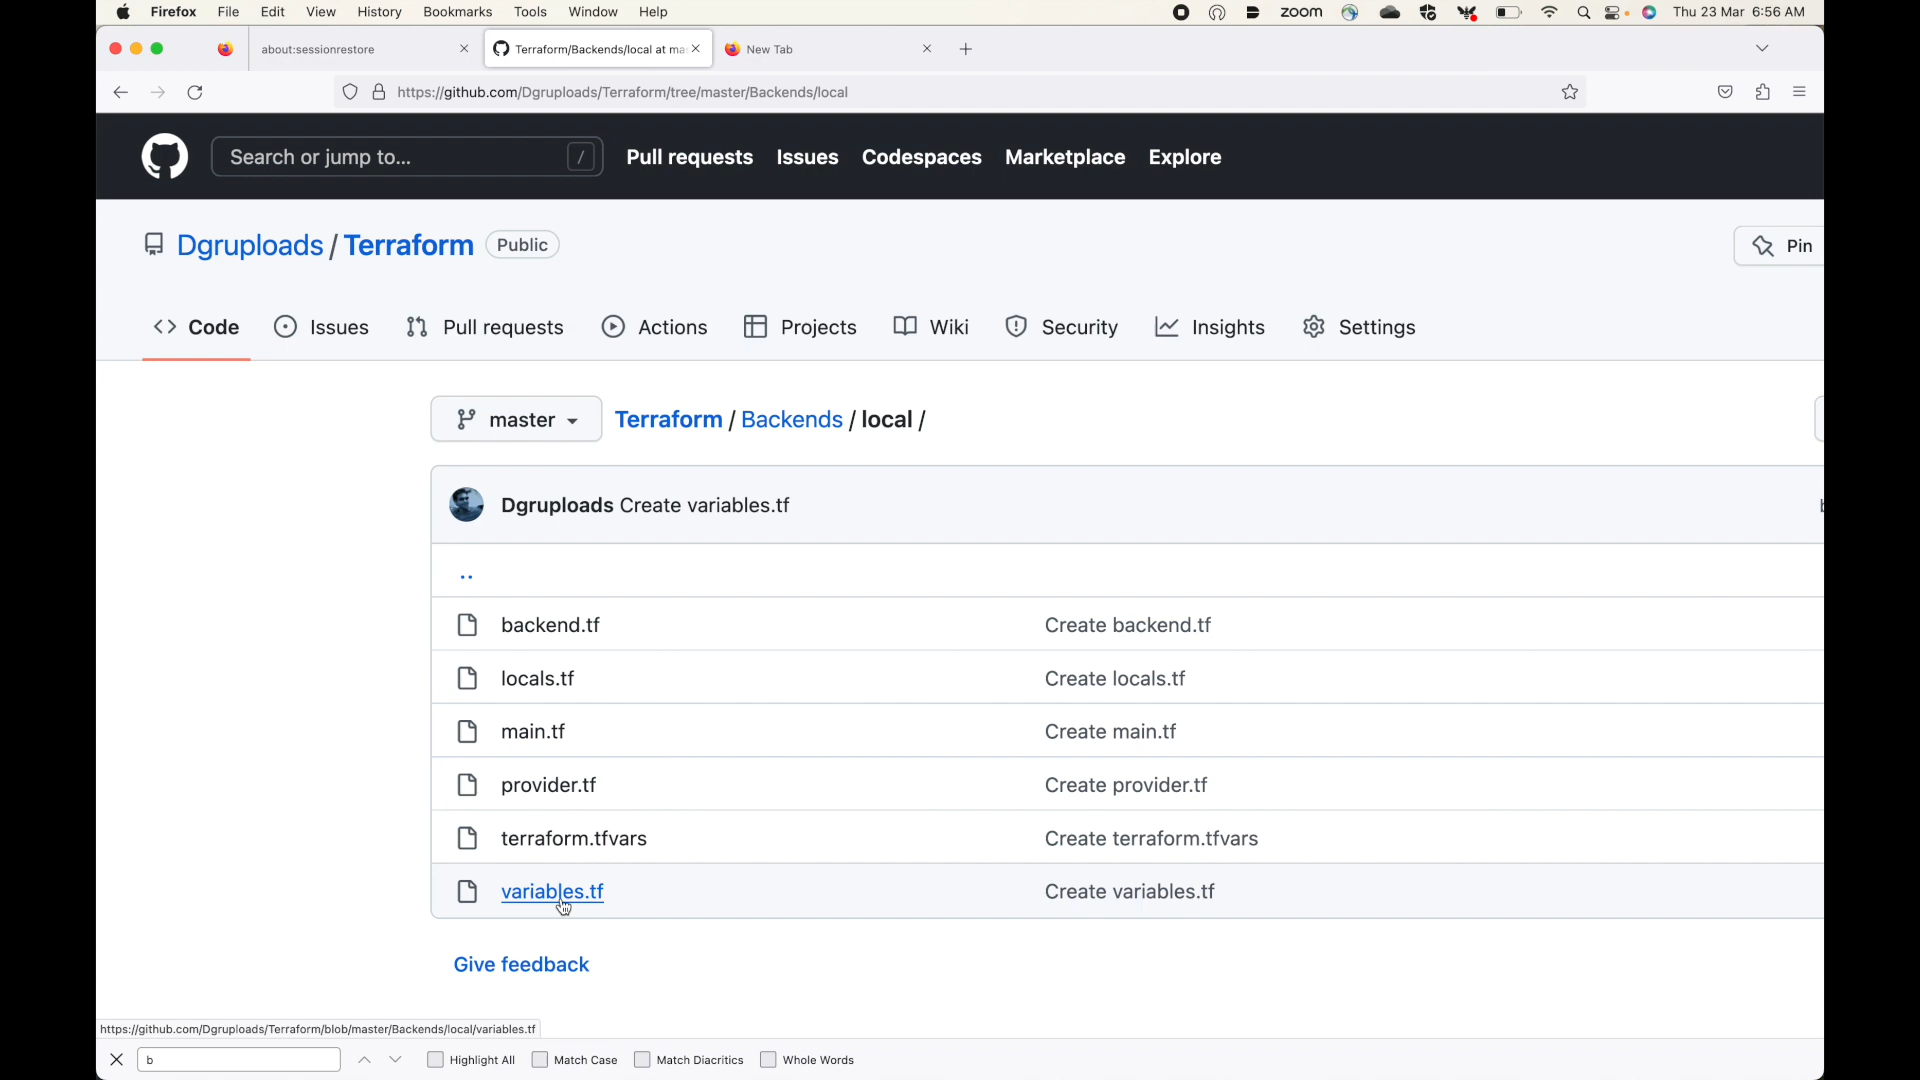 Firefox File Edit View History Bookmarks Tools Window Help zoom Thu 23 Mar 6:56 AM
about:sessionrestore Terraform/Backends/local at ma New Tab
https://github.com/Dgruploads/Terraform/tree/master/Backends/local
Search or jump to... / Pull requests Issues Codespaces Marketplace Explore
Dgruploads / Terraform Public Pin
Code Issues Pull requests Actions Projects Wiki Security Insights Settings
master Terraform / Backends / local /
Dgruploads Create variables.tf
..
backend.tf Create backend.tf
locals.tf Create locals.tf
main.tf Create main.tf
provider.tf Create provider.tf
terraform.tfvars Create terraform.tfvars
variables.tf Create variables.tf
Give feedback
https://github.com/Dgruploads/Terraform/blob/master/Backends/local/variables.tf
b Highlight All Match Case Match Diacritics Whole Words